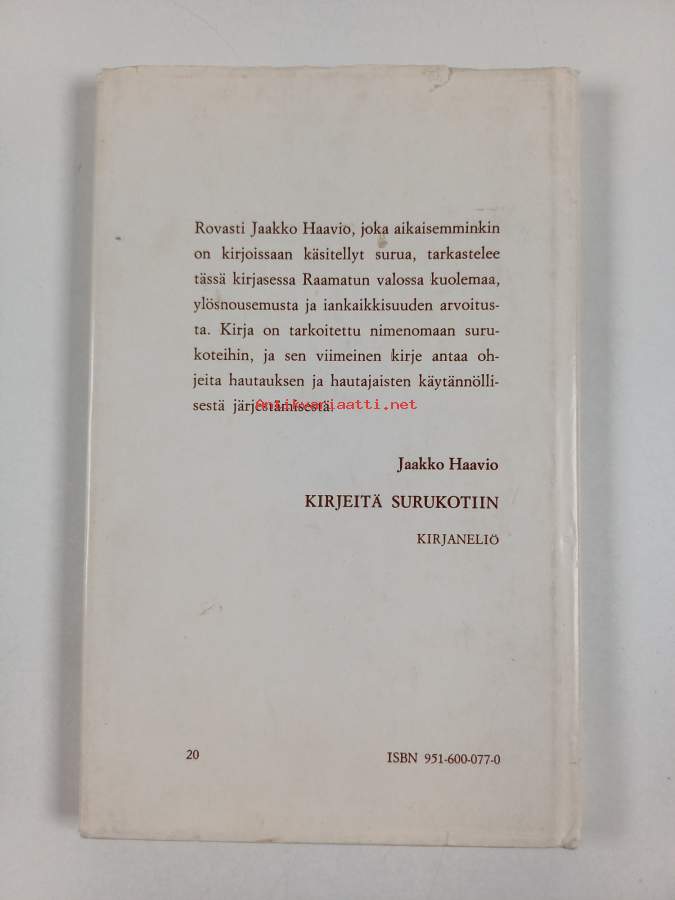 Rovasti Jaakko Haavio, joka aikaisemminkin
on kirjoissaan käsitellyt surua, tarkastelee
tässä kirjasessa Raamatun valossa kuolemaa,
ylösnousemusta ja iankaikkisuuden arvoitus-
ta. Kirja on tarkoitettu nimenomaan suru-
koteihin, ja sen viimeinen kirje antaa oh-
jeita hautauksen ja hautajaisten käytännölli-
sestä järjestämisestä.
antikvariaatti.net
Jaakko Haavio
KIRJEITÄ SURUKOTIIN
KIRJANELIÖ
20
ISBN 951-600-077-0